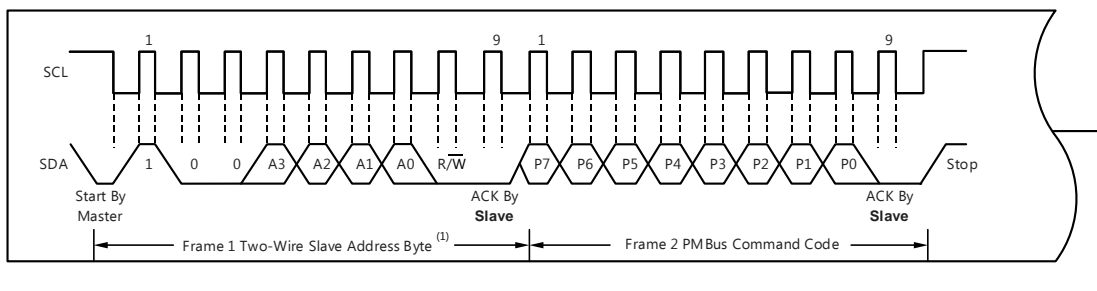 1 9 1 9
SCL
SDA 1 0 0 A3 A2 A1 A0 R/W̅ P7 P6 P5 P4 P3 P2 P1 P0 Stop
Start By
Master
ACK By
Slave
ACK By
Slave
Frame 1 Two-Wire Slave Address Byte (1)
Frame 2 PMBus Command Code